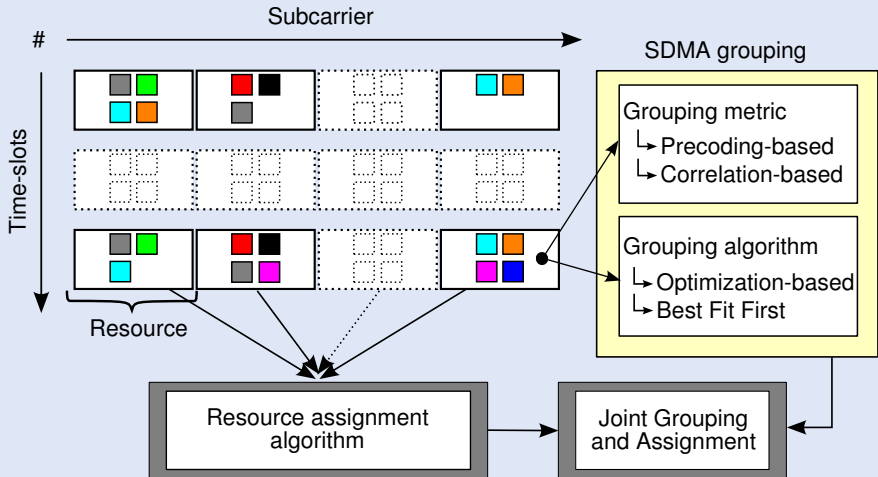 Subcarrier
#
SDMA grouping
Time-slots
Grouping metric
Precoding-based
Correlation-based
Grouping algorithm
Optimization-based
Best Fit First
Resource
Resource assignment
algorithm
Joint Grouping
and Assignment